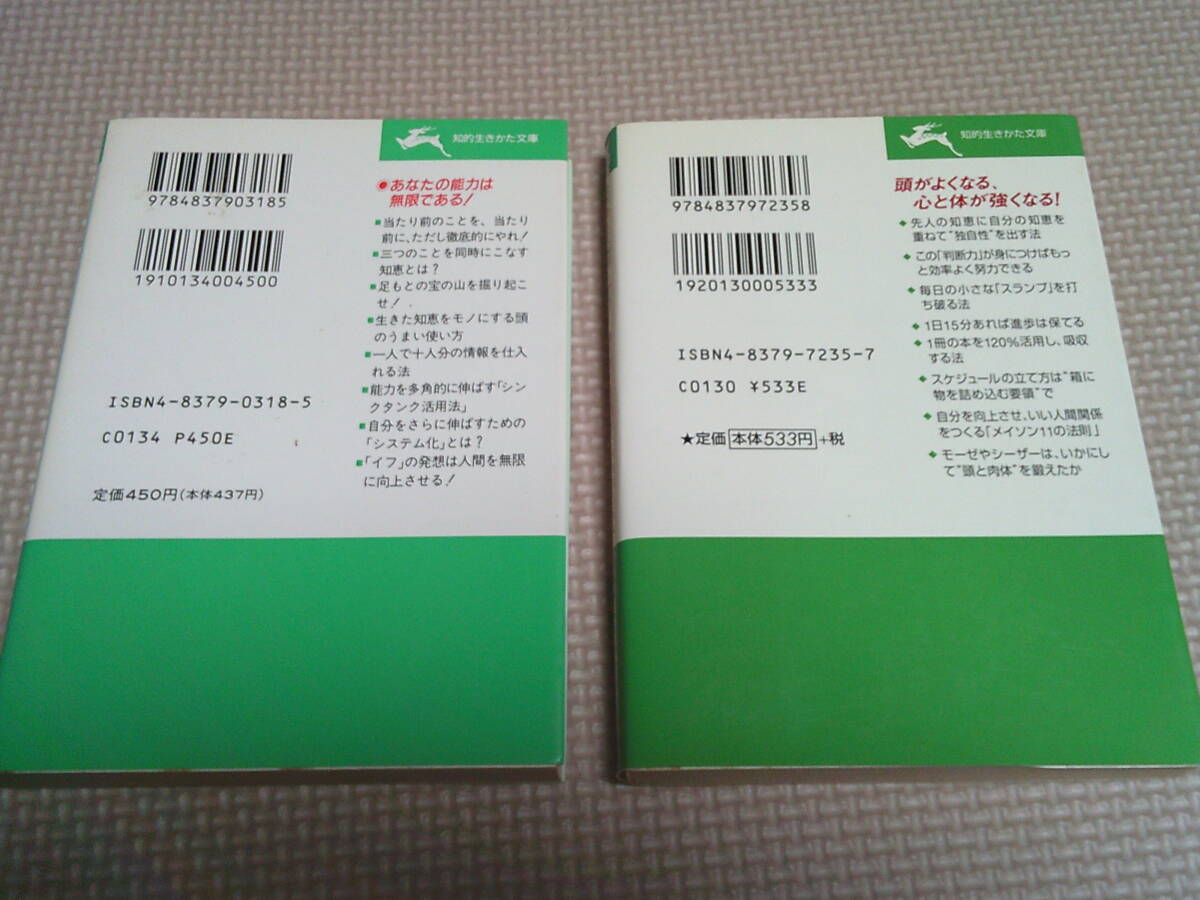 知的生きかた文庫
9784837903185
1910134004500
ISBN4-8379-0318-5
C0134 P450E
定価450円(本体437円)
●あなたの能力は
無限である!
■当たり前のことを、当たり
前に、ただし徹底的にやれ!
■三つのことを同時にこなす
知恵とは?
■足もとの宝の山を掘り起こ
せ!
■生きた知恵をモノにする頭
のうまい使い方
■一人で十人分の情報を仕入
れる法
■能力を多角的に伸ばす「シン
クタンク活用法」
■自分をさらに伸ばすための
「システム化」とは?
■「イフ」の発想は人間を無限
に向上させる!
知的生きかた文庫
9784837972358
1920130005333
ISBN4-8379-7235-7
C0130 ¥533E
★定価 本体533円+税
頭がよくなる、
心と体が強くなる!
◆先人の知恵に自分の知恵を
重ねて"独自性"を出す法
◆この「判断力」が身につけばもっ
と効率よく努力できる
◆毎日の小さな「スランプ」を打
ち破る法
◆1日15分あれば進歩は保てる
◆1冊の本を120%活用し、吸収
する法
◆スケジュールの立て方は"箱に
物を詰め込む要領"で
◆自分を向上させ、いい人間関係
をつくる「メイソン11の法則」
◆モーゼやシーザーは、いかにし
て"頭と肉体"を鍛えたか